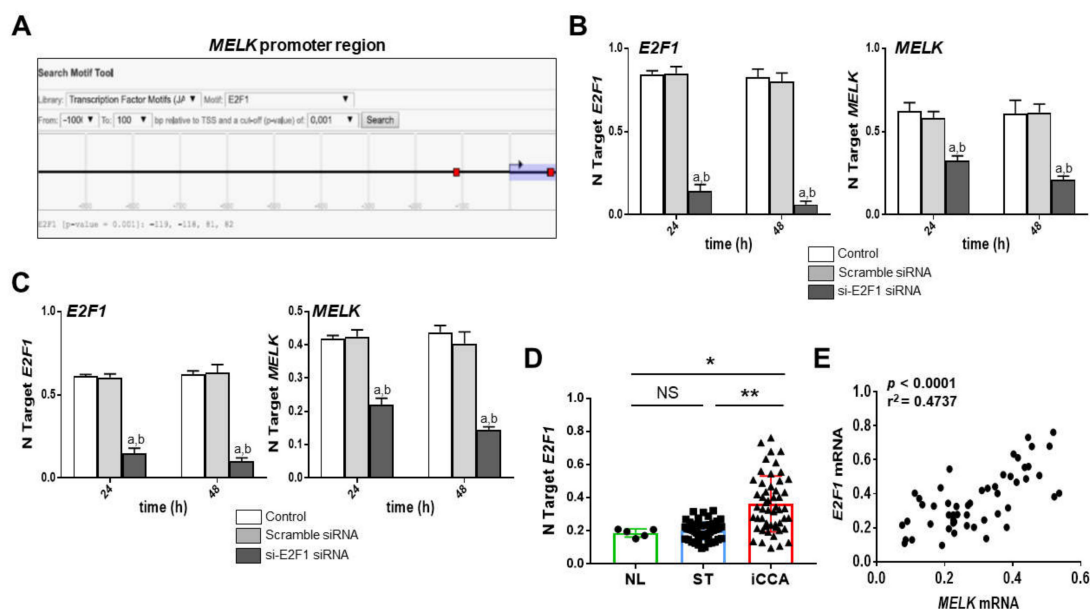 A
MELK promoter region
Search Motif Tool
Library: Transcription Factor Motifs (JA ▼ Motif: E2F1 ▼
From: -100( ▼ To: 100 ▼ bp relative to TSS and a cut-off (p-value) of: 0,001 ▼ Search
E2F1 [p-value = 0.001]: -119, -118, 81, 82
B
E2F1
N Target E2F1
1.0
0.5
0.0
a,b
a,b
24
48
time (h)
MELK
N Target MELK
1.0
0.5
0.0
a,b
a,b
24
48
time (h)
Control
Scramble siRNA
si-E2F1 siRNA
C
E2F1
N Target E2F1
1.0
0.5
0.0
a,b
a,b
24
48
time (h)
MELK
N Target MELK
0.5
0.4
0.3
0.2
0.1
0.0
a,b
a,b
24
48
time (h)
Control
Scramble siRNA
si-E2F1 siRNA
D
*
NS
**
N Target E2F1
1.0
0.8
0.6
0.4
0.2
0.0
NL
ST
iCCA
E
p < 0.0001
r² = 0.4737
E2F1 mRNA
1.0
0.8
0.6
0.4
0.2
0.0
0.0
0.2
0.4
0.6
MELK mRNA